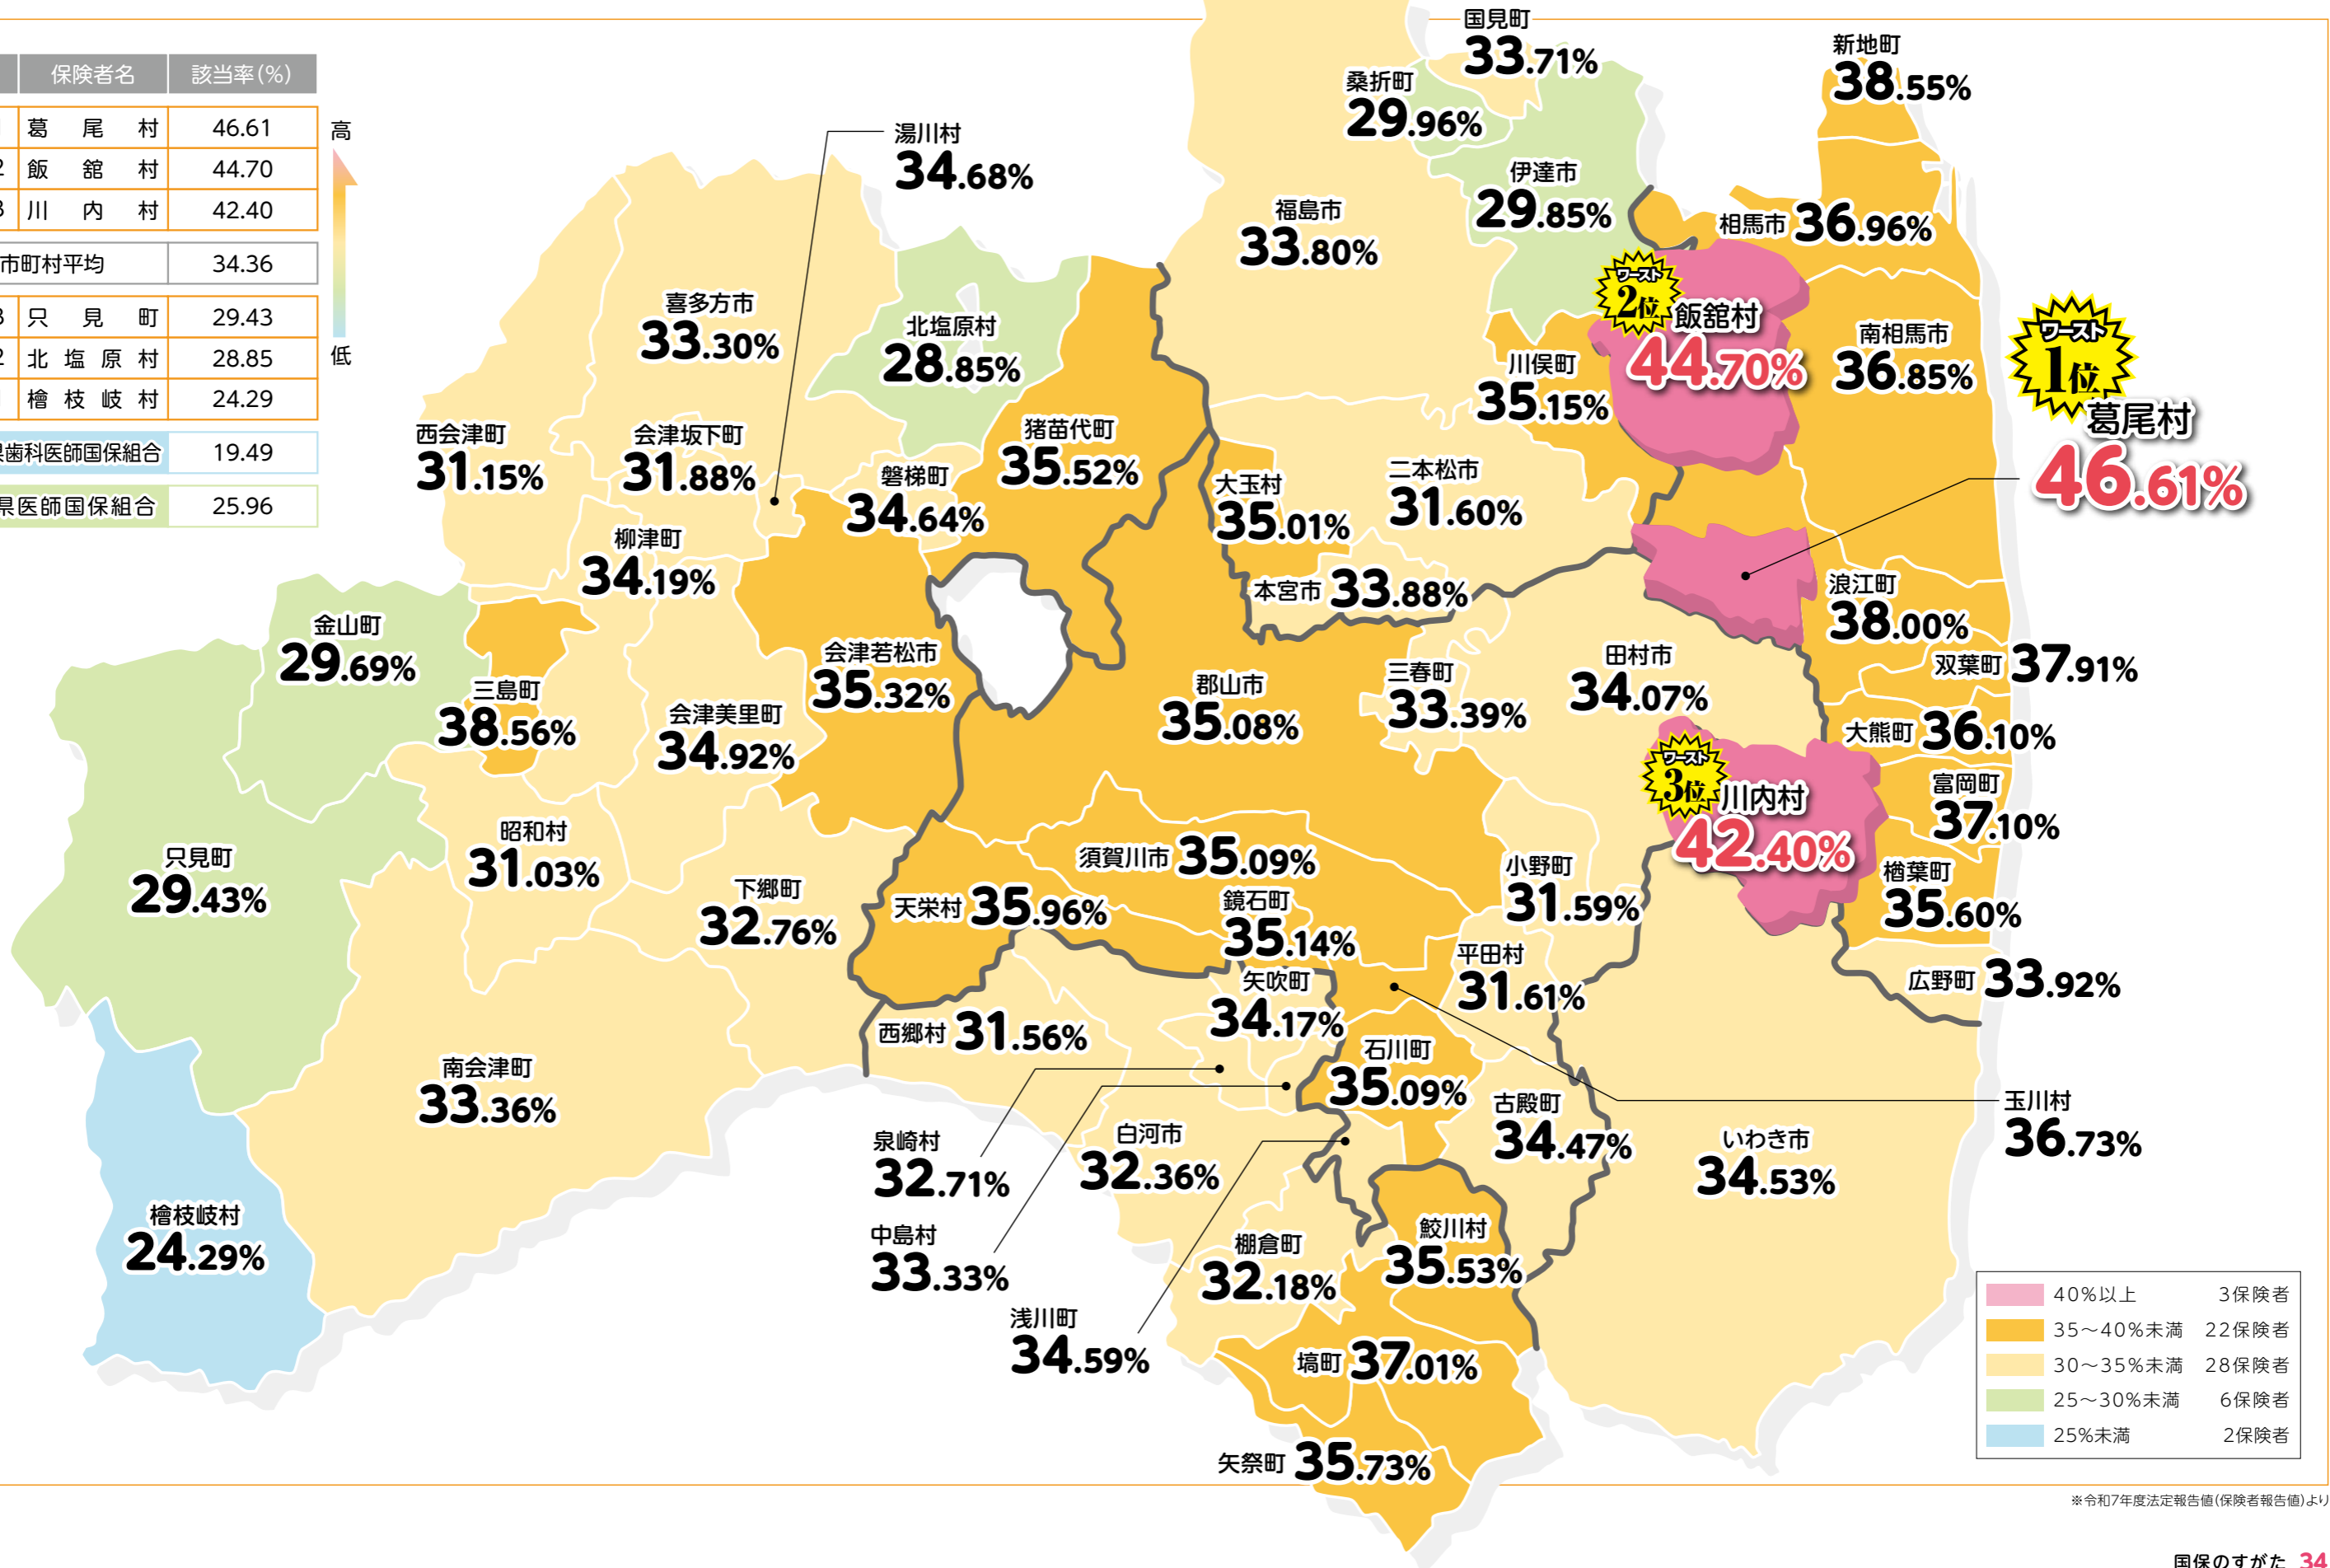 保険者名 該当率(%)
葛尾村 46.61
2 飯舘村 44.70
3 川内村 42.40
市町村平均 34.36
3 只見町 29.43
2 北塩原村 28.85
檜枝岐村 24.29
歯科医師国保組合 19.49
県医師国保組合 25.96
高
低
国見町
33.71%
新地町
38.55%
桑折町
29.96%
湯川村
34.68%
伊達市
29.85%
福島市
33.80%
相馬市 36.96%
ワースト
2位
飯舘村
44.70%
喜多方市
33.30%
北塩原村
28.85%
南相馬市
36.85%
ワースト
1位
葛尾村
46.61%
川俣町
35.15%
西会津町
31.15%
会津坂下町
31.88%
磐梯町
34.64%
猪苗代町
35.52%
大玉村
35.01%
二本松市
31.60%
柳津町
34.19%
本宮市 33.88%
浪江町
38.00%
金山町
29.69%
三島町
38.56%
会津若松市
35.32%
会津美里町
34.92%
郡山市
35.08%
三春町
33.39%
田村市
34.07%
双葉町 37.91%
大熊町 36.10%
ワースト
3位
川内村
42.40%
富岡町
37.10%
只見町
29.43%
昭和村
31.03%
下郷町
32.76%
須賀川市 35.09%
天栄村 35.96%
鏡石町
35.14%
小野町
31.59%
楢葉町
35.60%
平田村
31.61%
広野町 33.92%
矢吹町
34.17%
西郷村 31.56%
南会津町
33.36%
石川町
35.09%
古殿町
34.47%
玉川村
36.73%
泉崎村
32.71%
白河市
32.36%
いわき市
34.53%
檜枝岐村
24.29%
中島村
33.33%
棚倉町
32.18%
鮫川村
35.53%
浅川町
34.59%
塙町 37.01%
矢祭町 35.73%
40%以上 3保険者
35~40%未満 22保険者
30~35%未満 28保険者
25~30%未満 6保険者
25%未満 2保険者
※令和7年度法定報告値(保険者報告値)より
国保のすがた 34